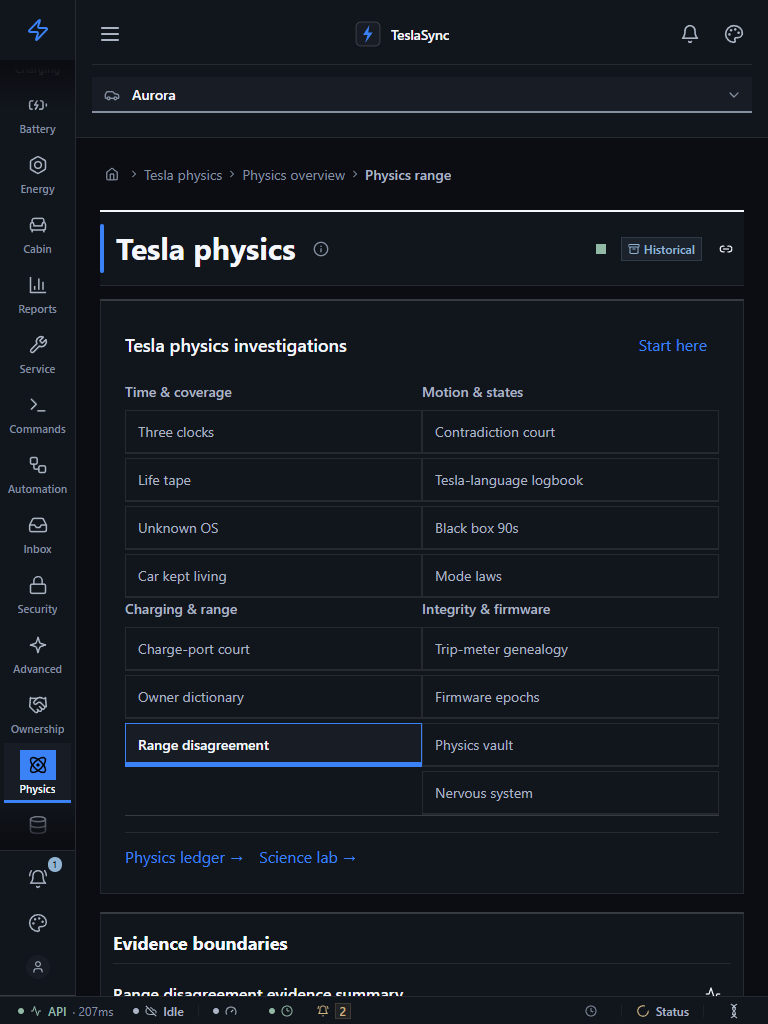 TeslaSync
Aurora
Charging
Battery
Energy
Cabin
Reports
Service
Commands
Automation
Inbox
Security
Advanced
Ownership
Physics
1
Tesla physics > Physics overview > Physics range
Tesla physics
Historical
Tesla physics investigations
Start here
Time & coverage
Three clocks
Life tape
Unknown OS
Car kept living
Motion & states
Contradiction court
Tesla-language logbook
Black box 90s
Mode laws
Charging & range
Charge-port court
Owner dictionary
Range disagreement
Integrity & firmware
Trip-meter genealogy
Firmware epochs
Physics vault
Nervous system
Physics ledger →
Science lab →
Evidence boundaries
Range disagreement evidence summary
API · 207ms
Idle
2
Status